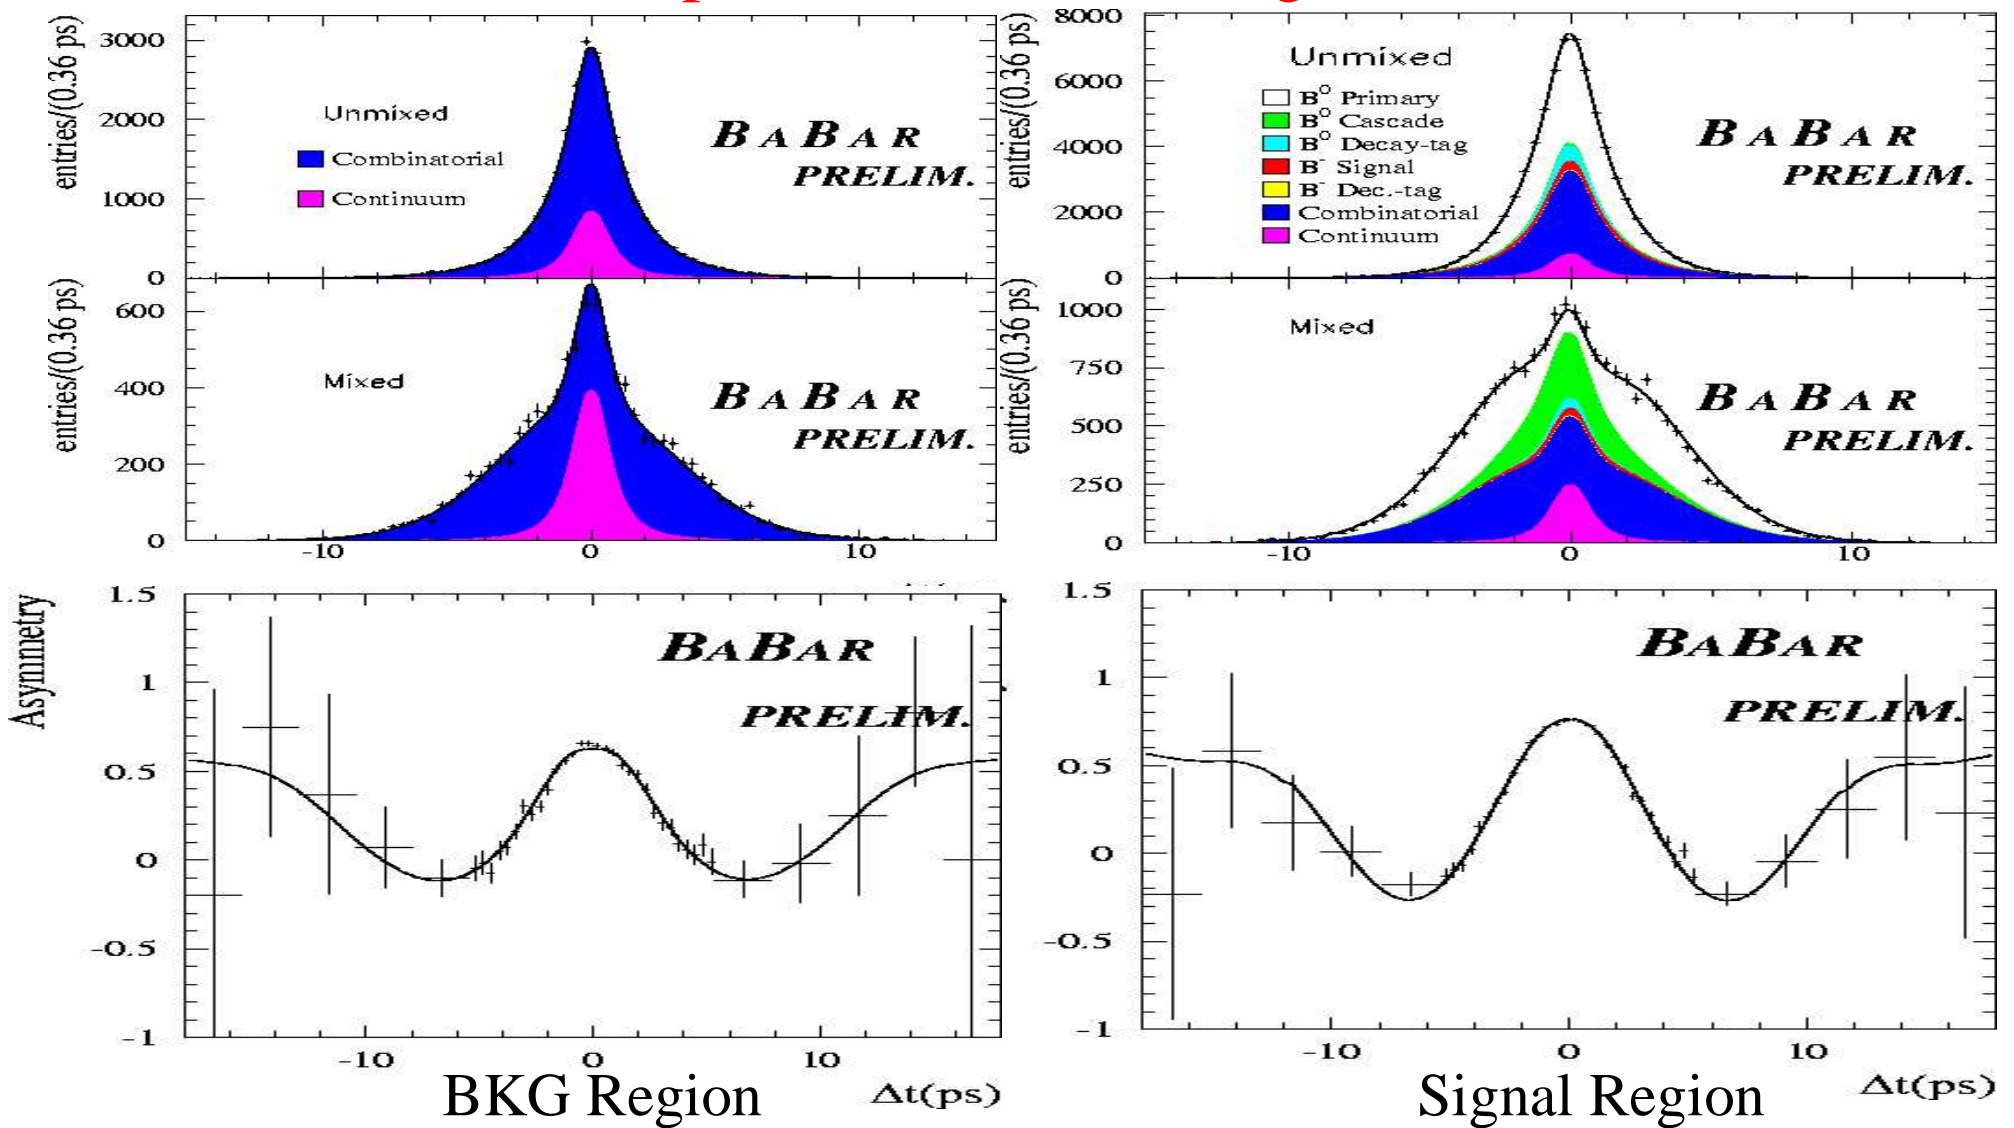 3000
2000
1000
0
entries/(0.36 ps)
Unmixed
Combinatorial
Continuum
BABAR
PRELIM.
600
400
200
0
entries/(0.36 ps)
Mixed
BABAR
PRELIM.
-10
0
10
8000
6000
4000
2000
0
entries/(0.36 ps)
Unmixed
B⁰ Primary
B⁰ Cascade
B⁰ Decay-tag
B⁻ Signal
B⁻ Dec.-tag
Combinatorial
Continuum
BABAR
PRELIM.
1000
750
500
250
0
entries/(0.36 ps)
Mixed
BABAR
PRELIM.
-10
0
10
Asymmetry
1.5
1
0.5
0
-0.5
-1
BABAR
PRELIM.
-10
0
10
BKG Region
Δt(ps)
1.5
1
0.5
0
-0.5
-1
BABAR
PRELIM.
-10
0
10
Signal Region
Δt(ps)